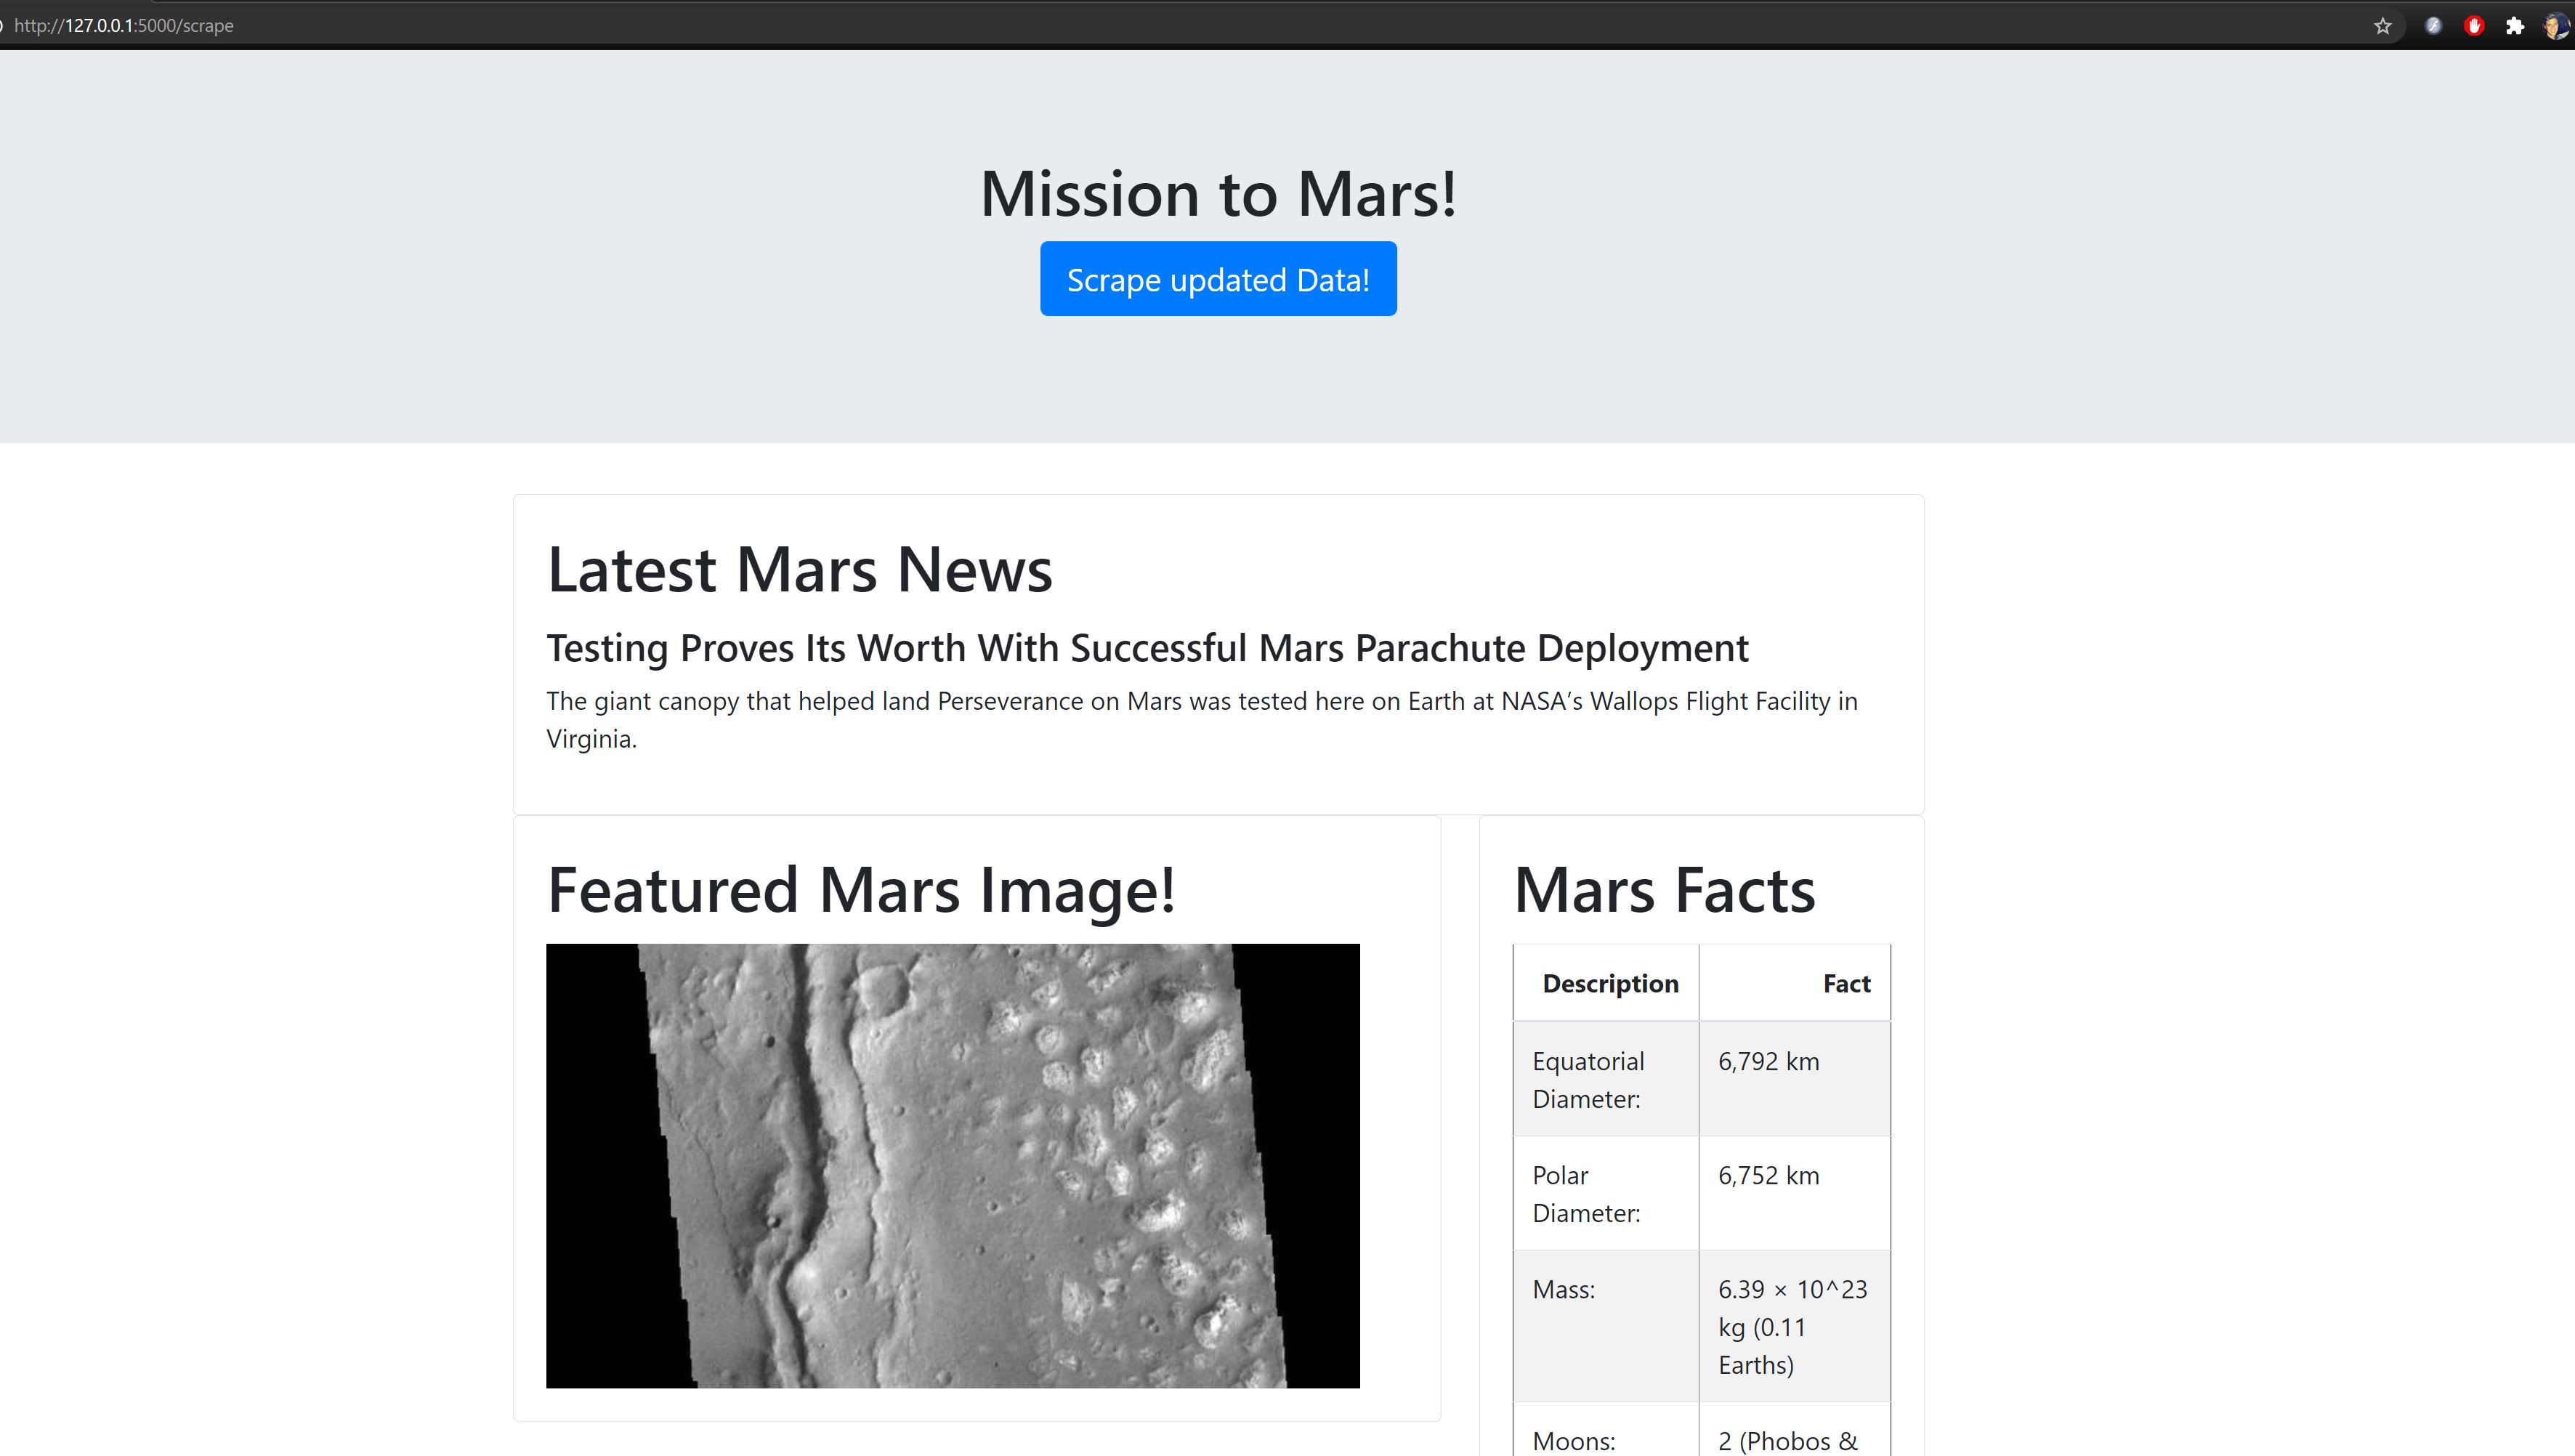 http://127.0.0.1:5000/scrape
Mission to Mars!
Scrape updated Data!
Latest Mars News
Testing Proves Its Worth With Successful Mars Parachute Deployment
The giant canopy that helped land Perseverance on Mars was tested here on Earth at NASA’s Wallops Flight Facility in
Virginia.
Featured Mars Image!
Mars Facts
Description Fact
Equatorial 6,792 km
Diameter:
Polar 6,752 km
Diameter:
Mass: 6.39 × 10^23
kg (0.11
Earths)
Moons: 2 (Phobos &